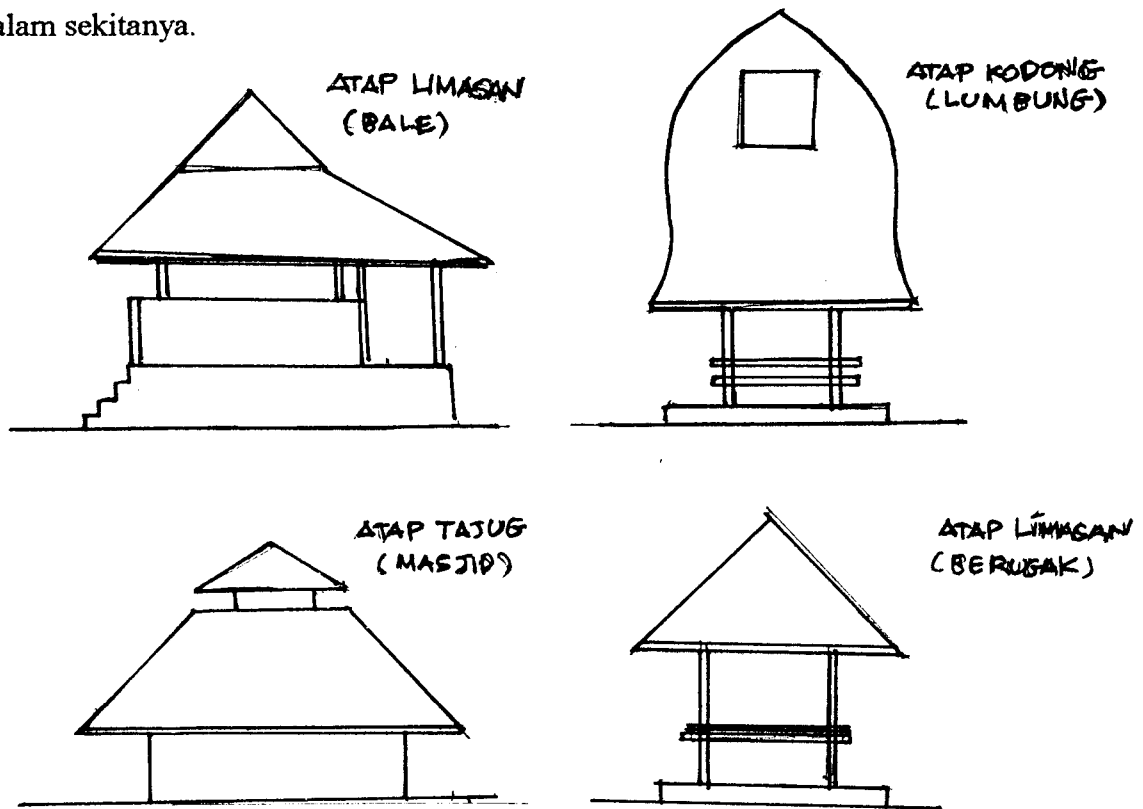 alam sekitanya.
ATAP LIMASAN
(BALE)
ATAP KODONG
(LUMBUNG)
ATAP TAJUG
(MASJID)
ATAP LIMASAN
(BERUGAK)